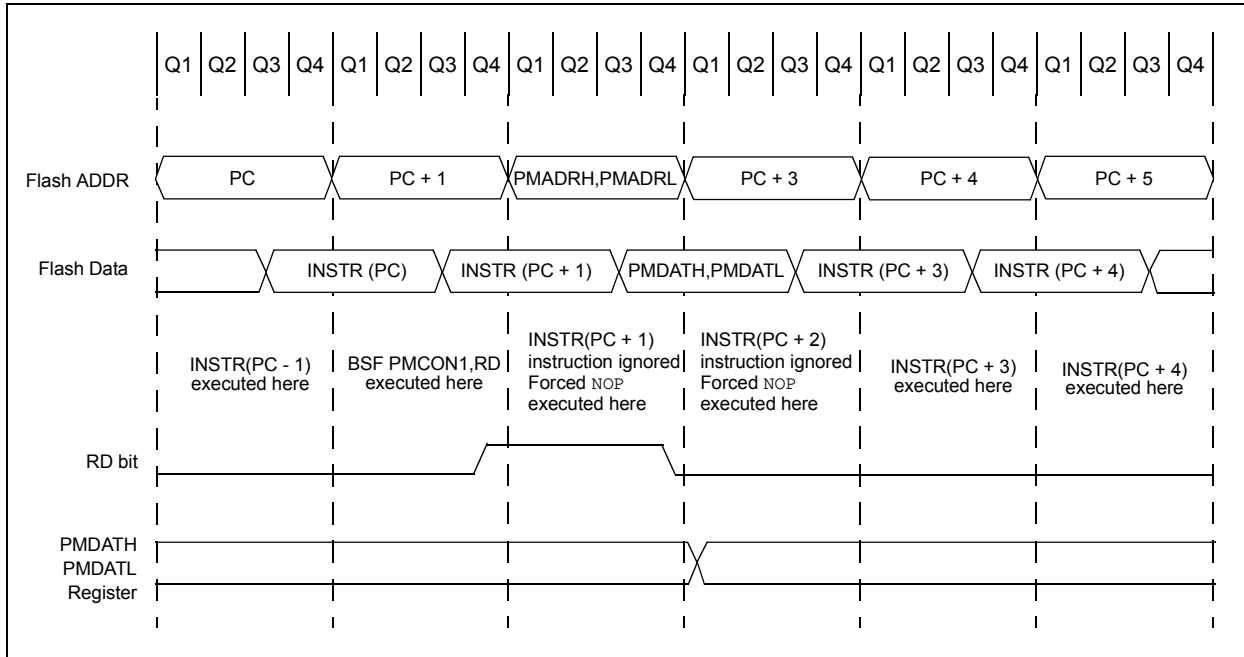 Q1 Q2 Q3 Q4 Q1 Q2 Q3 Q4 Q1 Q2 Q3 Q4 Q1 Q2 Q3 Q4 Q1 Q2 Q3 Q4 Q1 Q2 Q3 Q4
Flash ADDR PC PC + 1 PMADRH,PMADRL PC + 3 PC + 4 PC + 5
Flash Data INSTR (PC) INSTR (PC + 1) PMDATH,PMDATL INSTR (PC + 3) INSTR (PC + 4)
INSTR(PC - 1)
executed here
BSF PMCON1,RD
executed here
INSTR(PC + 1)
instruction ignored
Forced NOP
executed here
INSTR(PC + 2)
instruction ignored
Forced NOP
executed here
INSTR(PC + 3)
executed here
INSTR(PC + 4)
executed here
RD bit
PMDATH
PMDATL
Register